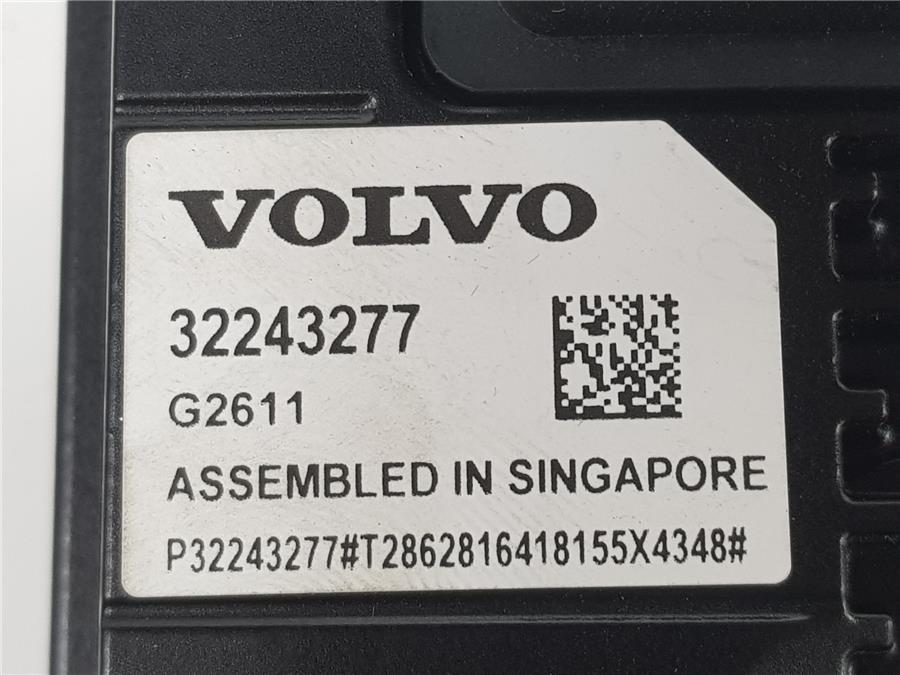 VOLVO
32243277
G2611
ASSEMBLED IN SINGAPORE
P32243277#T2862816418155X4348#